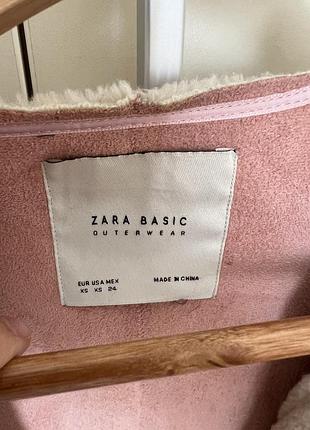 ZARA BASIC
OUTERWEAR
EUR USA MEX
XS XS 24
MADE IN CHINA